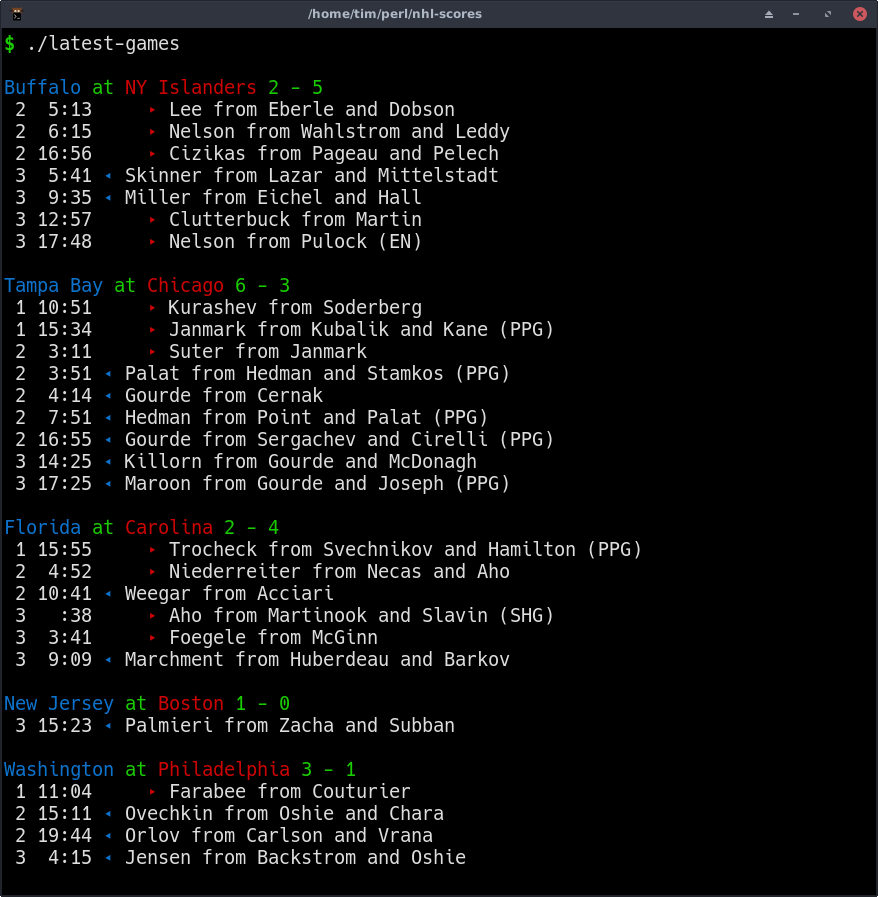 /home/tim/perl/nhl-scores
$ ./latest-games
Buffalo at NY Islanders 2 - 5
2 5:13 ▸ Lee from Eberle and Dobson
2 6:15 ▸ Nelson from Wahlstrom and Leddy
2 16:56 ▸ Cizikas from Pageau and Pelech
3 5:41 ◂ Skinner from Lazar and Mittelstadt
3 9:35 ◂ Miller from Eichel and Hall
3 12:57 ▸ Clutterbuck from Martin
3 17:48 ▸ Nelson from Pulock (EN)
Tampa Bay at Chicago 6 - 3
1 10:51 ▸ Kurashev from Soderberg
1 15:34 ▸ Janmark from Kubalik and Kane (PPG)
2 3:11 ▸ Suter from Janmark
2 3:51 ◂ Palat from Hedman and Stamkos (PPG)
2 4:14 ◂ Gourde from Cernak
2 7:51 ◂ Hedman from Point and Palat (PPG)
2 16:55 ◂ Gourde from Sergachev and Cirelli (PPG)
3 14:25 ◂ Killorn from Gourde and McDonagh
3 17:25 ◂ Maroon from Gourde and Joseph (PPG)
Florida at Carolina 2 - 4
1 15:55 ▸ Trocheck from Svechnikov and Hamilton (PPG)
2 4:52 ▸ Niederreiter from Necas and Aho
2 10:41 ◂ Weegar from Acciari
3 :38 ▸ Aho from Martinook and Slavin (SHG)
3 3:41 ▸ Foegele from McGinn
3 9:09 ◂ Marchment from Huberdeau and Barkov
New Jersey at Boston 1 - 0
3 15:23 ◂ Palmieri from Zacha and Subban
Washington at Philadelphia 3 - 1
1 11:04 ▸ Farabee from Couturier
2 15:11 ◂ Ovechkin from Oshie and Chara
2 19:44 ◂ Orlov from Carlson and Vrana
3 4:15 ◂ Jensen from Backstrom and Oshie